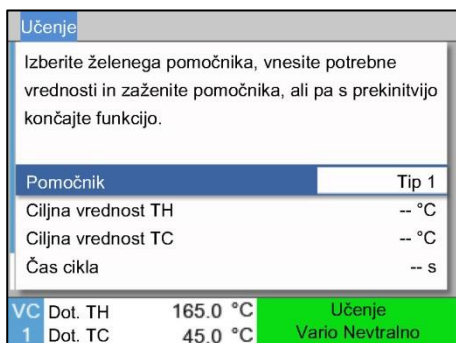 Učenje
Izberite želenega pomočnika, vnesite potrebne
vrednosti in zaženite pomočnika, ali pa s prekinitvijo
končajte funkcijo.
Pomočnik Tip 1
Ciljna vrednost TH -- °C
Ciljna vrednost TC -- °C
Čas cikla -- s
VC Dot. TH 165.0 °C Učenje
1 Dot. TC 45.0 °C Vario Nevtralno